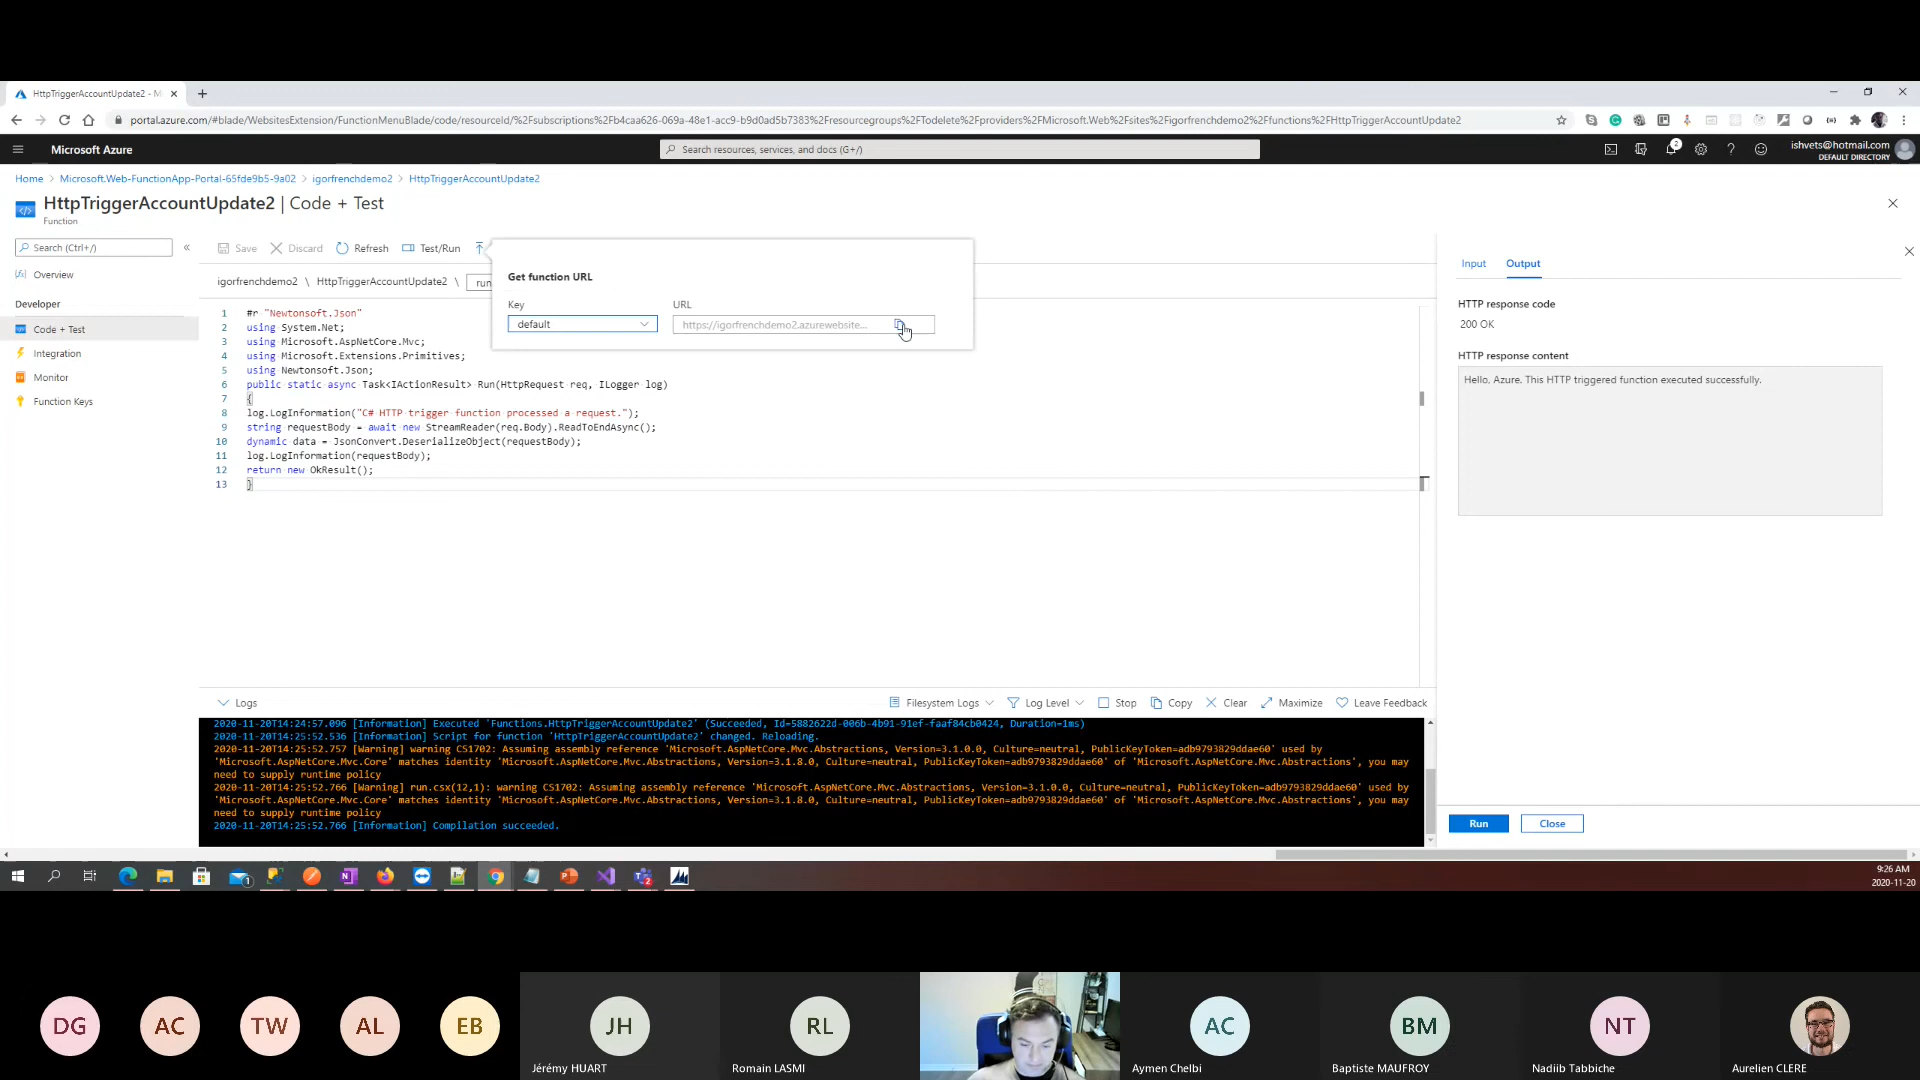 HttpTriggerAccountUpdate2 - M
portal.azure.com/#blade/WebsitesExtension/FunctionMenuBlade/code/resourceId/%2Fsubscriptions%2Fb4caa626-069a-48e1-acc9-b9d0ad5b7383%2Fresourcegroups%2FTodelete%2Fproviders%2FMicrosoft.Web%2Fsites%2Figorfrenchdemo2%2Ffunctions%2FHttpTriggerAccountUpdate2
Microsoft Azure
Search resources, services, and docs (G+/)
2
ishvets@hotmail.com
DEFAULT DIRECTORY
Home > Microsoft.Web-FunctionApp-Portal-65fde9b5-9a02 > igorfrenchdemo2 > HttpTriggerAccountUpdate2
HttpTriggerAccountUpdate2 | Code + Test
Function
Search (Ctrl+/)
Overview
Developer
Code + Test
Integration
Monitor
Function Keys
Save Discard Refresh Test/Run
igorfrenchdemo2 \ HttpTriggerAccountUpdate2 \ run
Get function URL
Key URL
default https://igorfrenchdemo2.azurewebsite...
1 #r "Newtonsoft.Json"
2 using System.Net;
3 using Microsoft.AspNetCore.Mvc;
4 using Microsoft.Extensions.Primitives;
5 using Newtonsoft.Json;
6 public static async Task<IActionResult> Run(HttpRequest req, ILogger log)
7 {
8 log.LogInformation("C# HTTP trigger function processed a request.");
9 string requestBody = await new StreamReader(req.Body).ReadToEndAsync();
10 dynamic data = JsonConvert.DeserializeObject(requestBody);
11 log.LogInformation(requestBody);
12 return new OkResult();
13 }
Input Output
HTTP response code
200 OK
HTTP response content
Hello, Azure. This HTTP triggered function executed successfully.
Run Close
Logs Filesystem Logs Log Level Stop Copy Clear Maximize Leave Feedback
2020-11-20T14:24:57.096 [Information] Executed 'Functions.HttpTriggerAccountUpdate2' (Succeeded, Id=5882622d-006b-4b91-91ef-faaf84cb0424, Duration=1ms)
2020-11-20T14:25:52.536 [Information] Script for function 'HttpTriggerAccountUpdate2' changed. Reloading.
2020-11-20T14:25:52.757 [Warning] warning CS1702: Assuming assembly reference 'Microsoft.AspNetCore.Mvc.Abstractions, Version=3.1.0.0, Culture=neutral, PublicKeyToken=adb9793829ddae60' used by
'Microsoft.AspNetCore.Mvc.Core' matches identity 'Microsoft.AspNetCore.Mvc.Abstractions, Version=3.1.8.0, Culture=neutral, PublicKeyToken=adb9793829ddae60' of 'Microsoft.AspNetCore.Mvc.Abstractions', you may
need to supply runtime policy
2020-11-20T14:25:52.766 [Warning] run.csx(12,1): warning CS1702: Assuming assembly reference 'Microsoft.AspNetCore.Mvc.Abstractions, Version=3.1.0.0, Culture=neutral, PublicKeyToken=adb9793829ddae60' used by
'Microsoft.AspNetCore.Mvc.Core' matches identity 'Microsoft.AspNetCore.Mvc.Abstractions, Version=3.1.8.0, Culture=neutral, PublicKeyToken=adb9793829ddae60' of 'Microsoft.AspNetCore.Mvc.Abstractions', you may
need to supply runtime policy
2020-11-20T14:25:52.766 [Information] Compilation succeeded.
9:26 AM
2020-11-20
DG AC TW AL EB JH RL AC BM NT
Jérémy HUART Romain LASMI Aymen Chelbi Baptiste MAUFROY Nadiib Tabbiche Aurelien CLERE